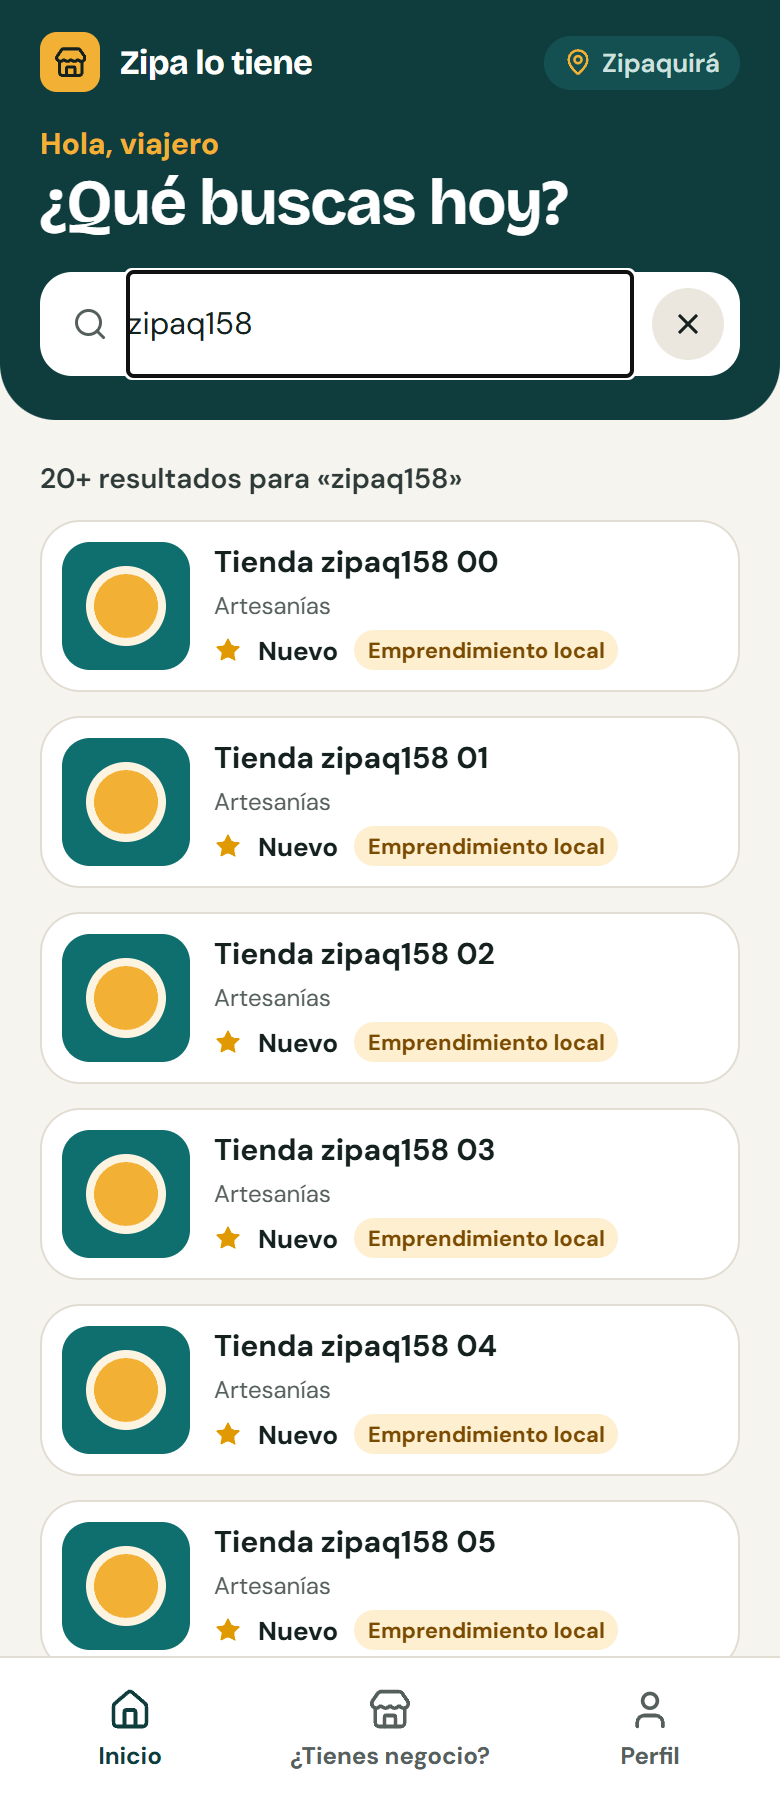 Zipa lo tiene
Zipaquirá
Hola, viajero
¿Qué buscas hoy?
zipaq158
20+ resultados para «zipaq158»
Tienda zipaq158 00
Artesanías
Nuevo Emprendimiento local
Tienda zipaq158 01
Artesanías
Nuevo Emprendimiento local
Tienda zipaq158 02
Artesanías
Nuevo Emprendimiento local
Tienda zipaq158 03
Artesanías
Nuevo Emprendimiento local
Tienda zipaq158 04
Artesanías
Nuevo Emprendimiento local
Tienda zipaq158 05
Artesanías
Nuevo Emprendimiento local
Inicio
¿Tienes negocio?
Perfil